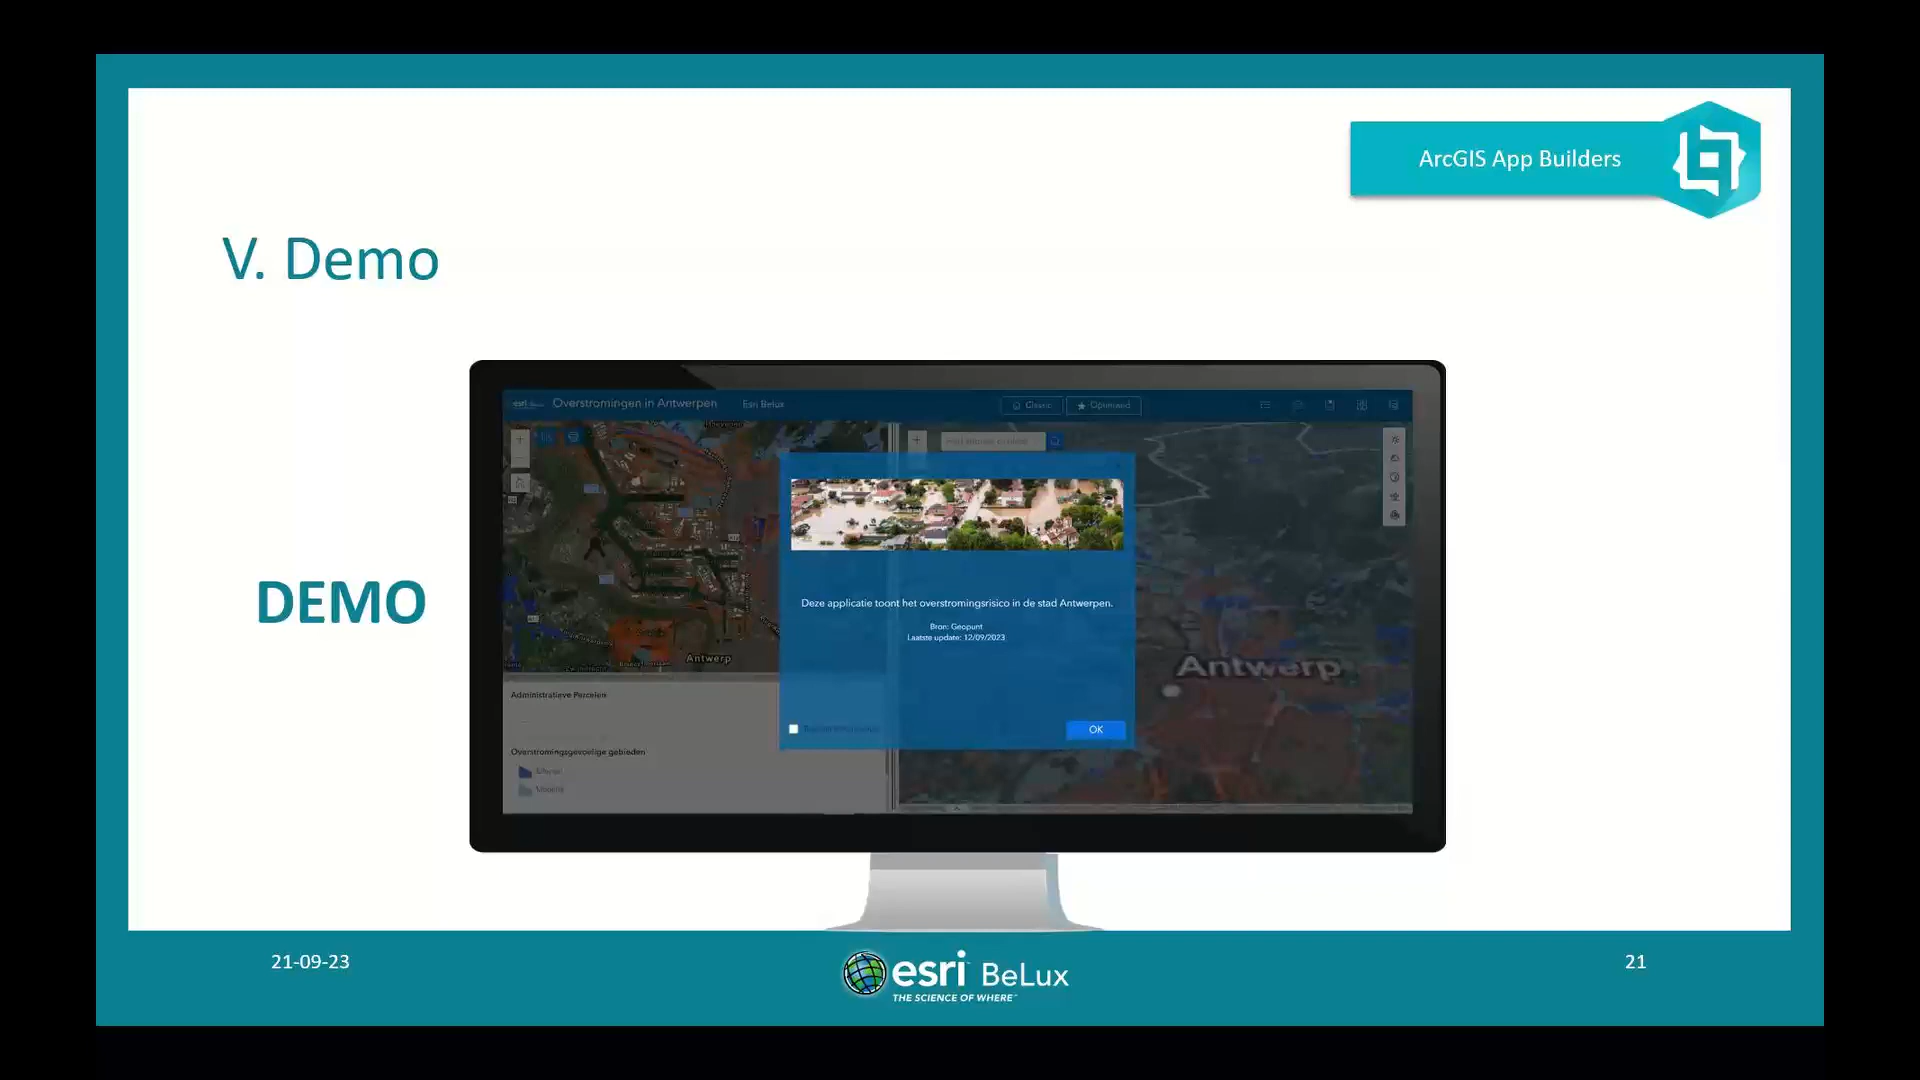 ArcGIS App Builders
V. Demo
DEMO
esri
Overstromingen in Antwerpen
Esri Belux
Classic
Optimized
Deze applicatie toont het overstromingsrisico in de stad Antwerpen.
Bron: Geopunt
Laatste update: 12/09/2023
OK
Antwerp
Antwerp
Administratieve Percelen
Overstromingsgevoelige gebieden
21-09-23
esri BeLux
THE SCIENCE OF WHERE™
21